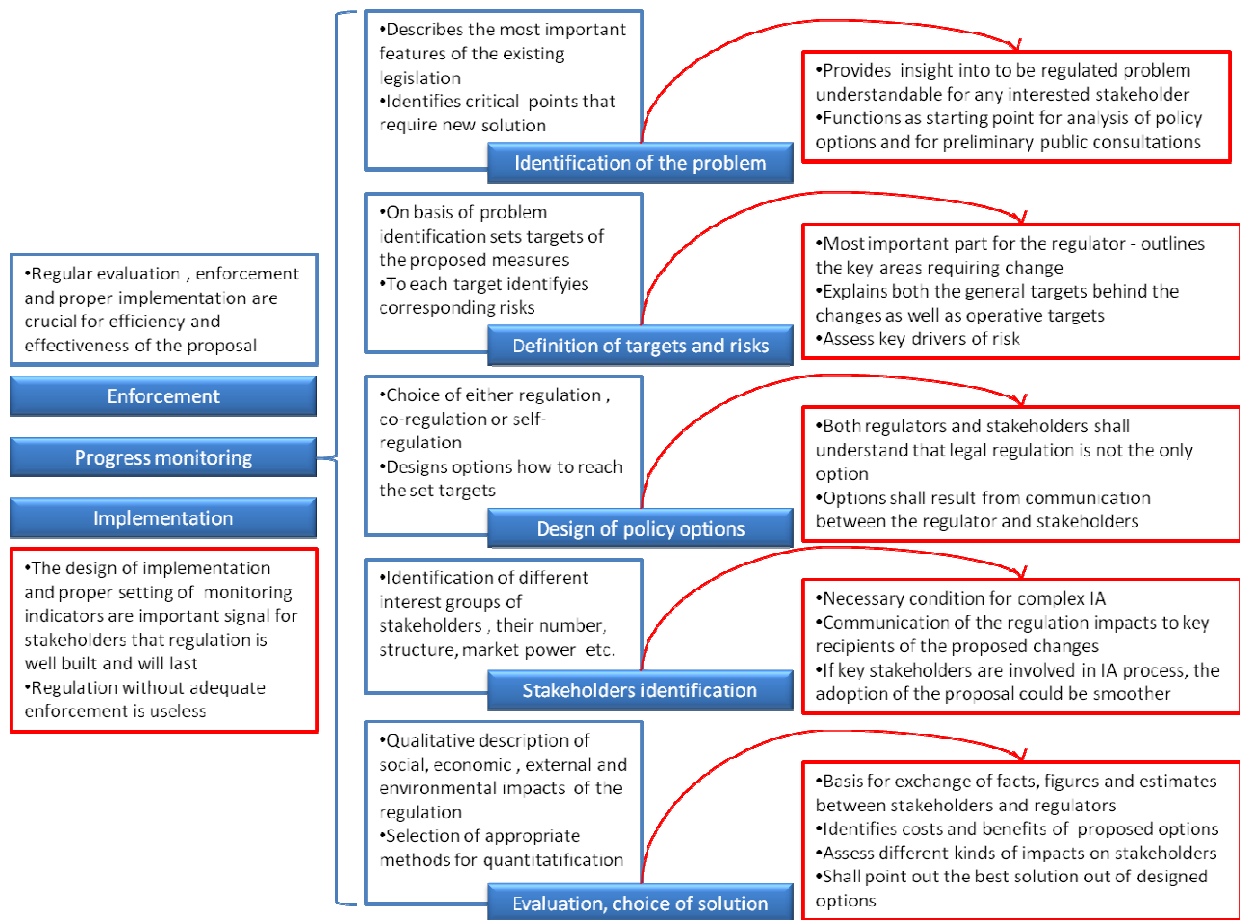 •Regular evaluation , enforcement
and proper implementation are
crucial for efficiency and
effectiveness of the proposal
Enforcement
Progress monitoring
Implementation
•The design of implementation
and proper setting of monitoring
indicators are important signal for
stakeholders that regulation is
well built and will last
•Regulation without adequate
enforcement is useless
•Describes the most important
features of the existing
legislation
•Identifies critical points that
require new solution
Identification of the problem
•Provides insight into to be regulated problem
understandable for any interested stakeholder
•Functions as starting point for analysis of policy
options and for preliminary public consultations
•On basis of problem
identification sets targets of
the proposed measures
•To each target identifyies
corresponding risks
Definition of targets and risks
•Most important part for the regulator - outlines
the key areas requiring change
•Explains both the general targets behind the
changes as well as operative targets
•Assess key drivers of risk
•Choice of either regulation ,
co-regulation or self-
regulation
•Designs options how to reach
the set targets
Design of policy options
•Both regulators and stakeholders shall
understand that legal regulation is not the only
option
•Options shall result from communication
between the regulator and stakeholders
•Identification of different
interest groups of
stakeholders , their number,
structure, market power etc.
Stakeholders identification
•Necessary condition for complex IA
•Communication of the regulation impacts to key
recipients of the proposed changes
•If key stakeholders are involved in IA process, the
adoption of the proposal could be smoother
•Qualitative description of
social, economic , external and
environmental impacts of the
regulation
•Selection of appropriate
methods for quantitatification
Evaluation, choice of solution
•Basis for exchange of facts, figures and estimates
between stakeholders and regulators
•Identifies costs and benefits of proposed options
•Assess different kinds of impacts on stakeholders
•Shall point out the best solution out of designed
options